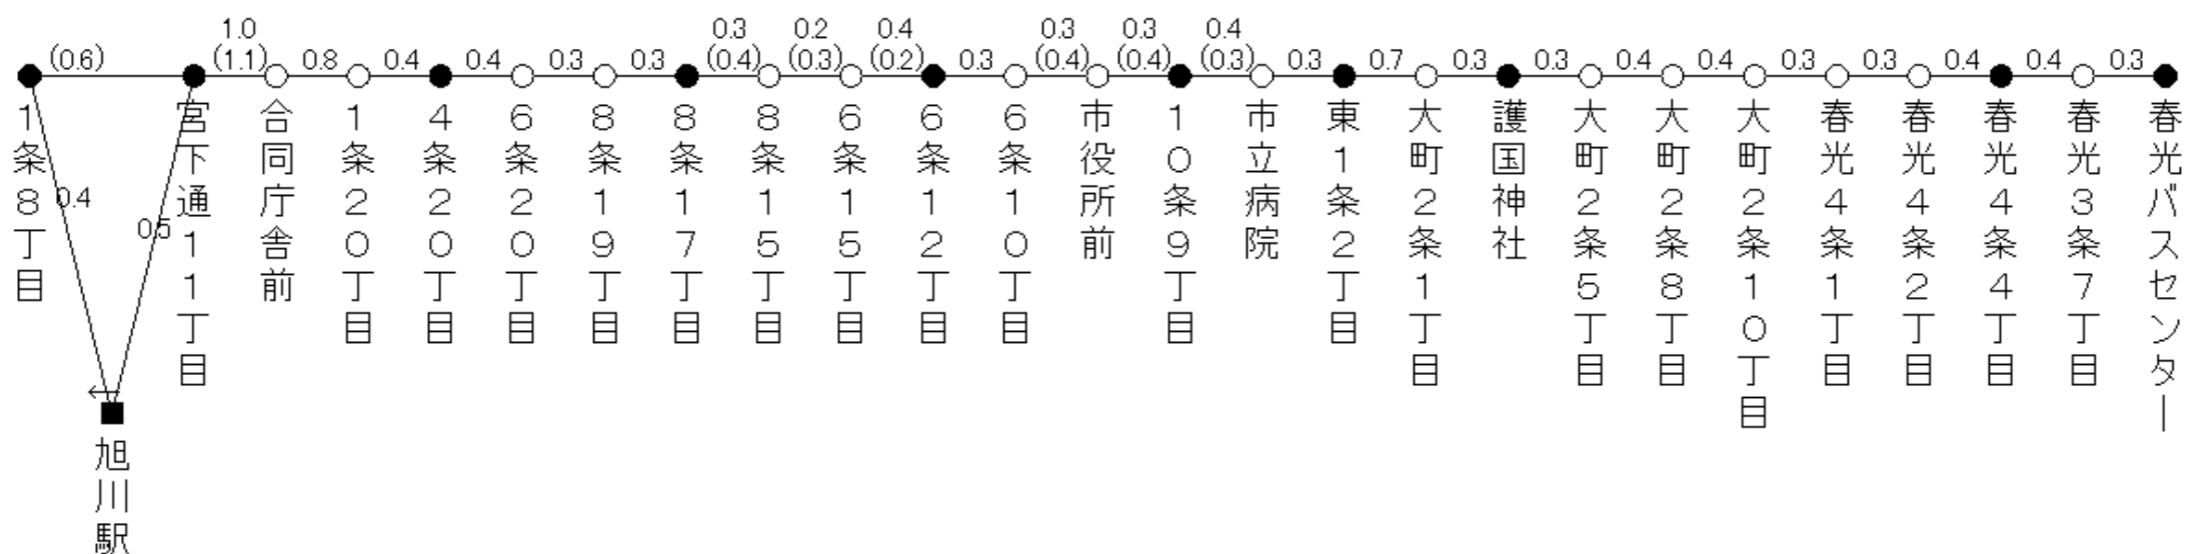 1.0
0.3
0.2
0.4
0.3
0.3
0.4
(0.6)
(1.1)
0.8
0.4
0.4
0.3
0.3
(0.4)
(0.3)
(0.2)
0.3
(0.4)
(0.4)
(0.3)
0.3
0.7
0.3
0.3
0.4
0.4
0.3
0.3
0.4
0.4
0.3
1条8丁目
宮下通11丁目
合同庁舎前
1条20丁目
4条20丁目
6条20丁目
8条19丁目
8条17丁目
8条15丁目
6条15丁目
6条12丁目
6条10丁目
市役所前
10条9丁目
市立病院
東1条2丁目
大町2条1丁目
護国神社
大町2条5丁目
大町2条8丁目
大町2条10丁目
春光4条1丁目
春光4条2丁目
春光4条4丁目
春光3条7丁目
春光バスセンター
0.4
0.5
←
旭川駅